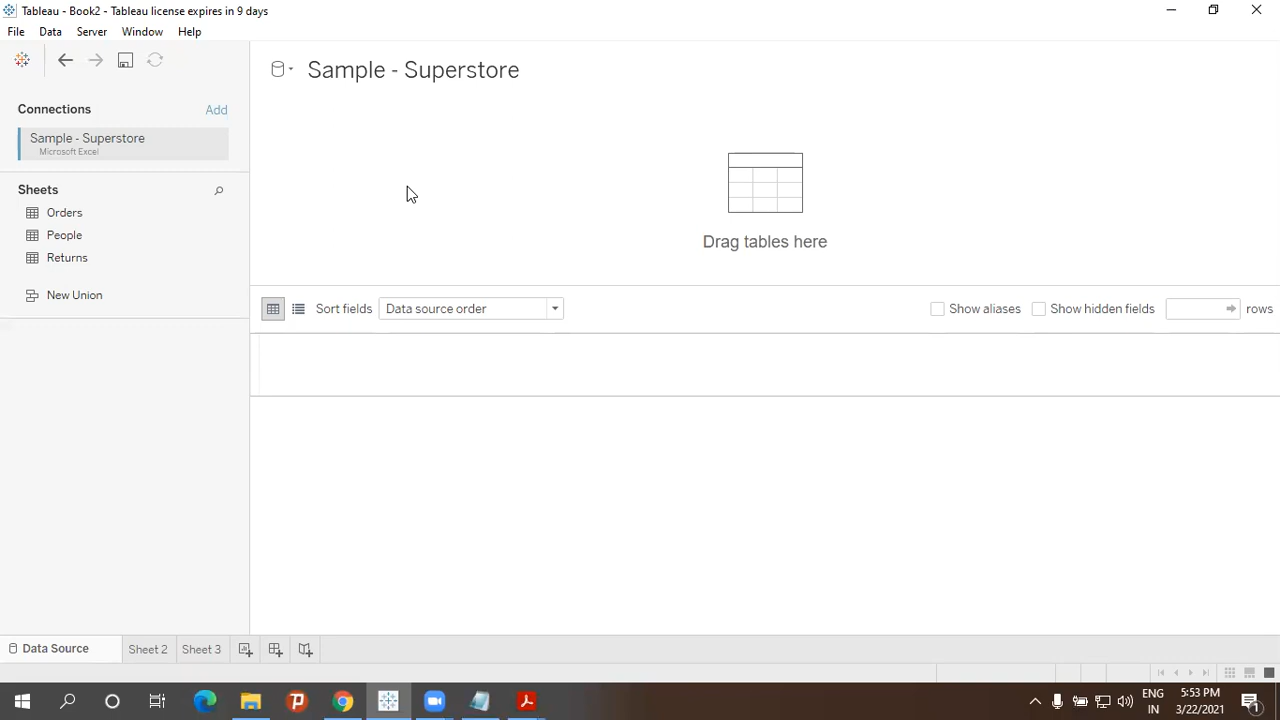 Tableau - Book2 - Tableau license expires in 9 days
File Data Server Window Help
Sample - Superstore
Connections Add
Sample - Superstore
Microsoft Excel
Sheets
Orders
People
Returns
New Union
Drag tables here
Sort fields Data source order Show aliases Show hidden fields rows
Data Source Sheet 2 Sheet 3
ENG
IN
5:53 PM
3/22/2021
1